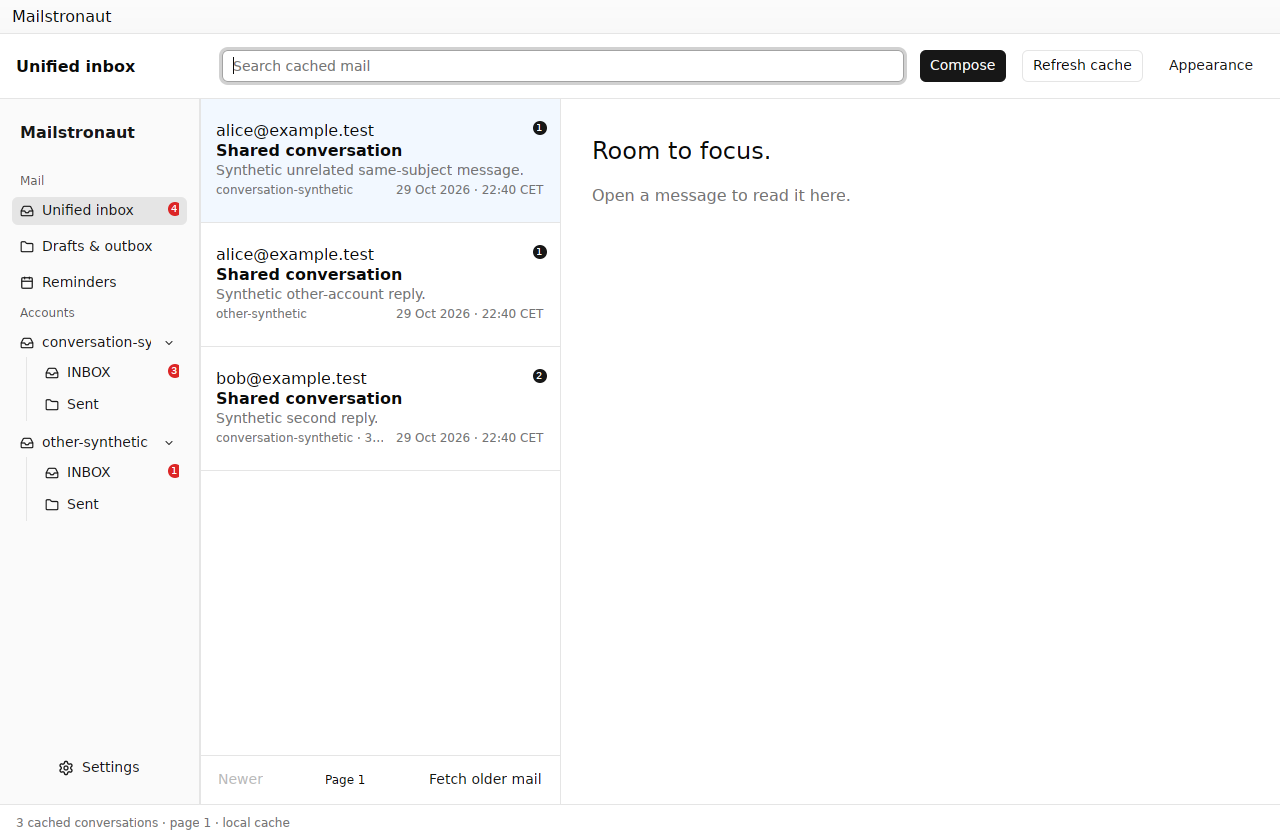 Mailstronaut
Unified inbox
Search cached mail
Compose
Refresh cache
Appearance
Mailstronaut
Mail
Unified inbox 4
Drafts & outbox
Reminders
Accounts
conversation-sy
INBOX 3
Sent
other-synthetic
INBOX 1
Sent
Settings
alice@example.test 1
Shared conversation
Synthetic unrelated same-subject message.
conversation-synthetic 29 Oct 2026 · 22:40 CET
alice@example.test 1
Shared conversation
Synthetic other-account reply.
other-synthetic 29 Oct 2026 · 22:40 CET
bob@example.test 2
Shared conversation
Synthetic second reply.
conversation-synthetic · 3... 29 Oct 2026 · 22:40 CET
Newer Page 1 Fetch older mail
Room to focus.
Open a message to read it here.
3 cached conversations · page 1 · local cache